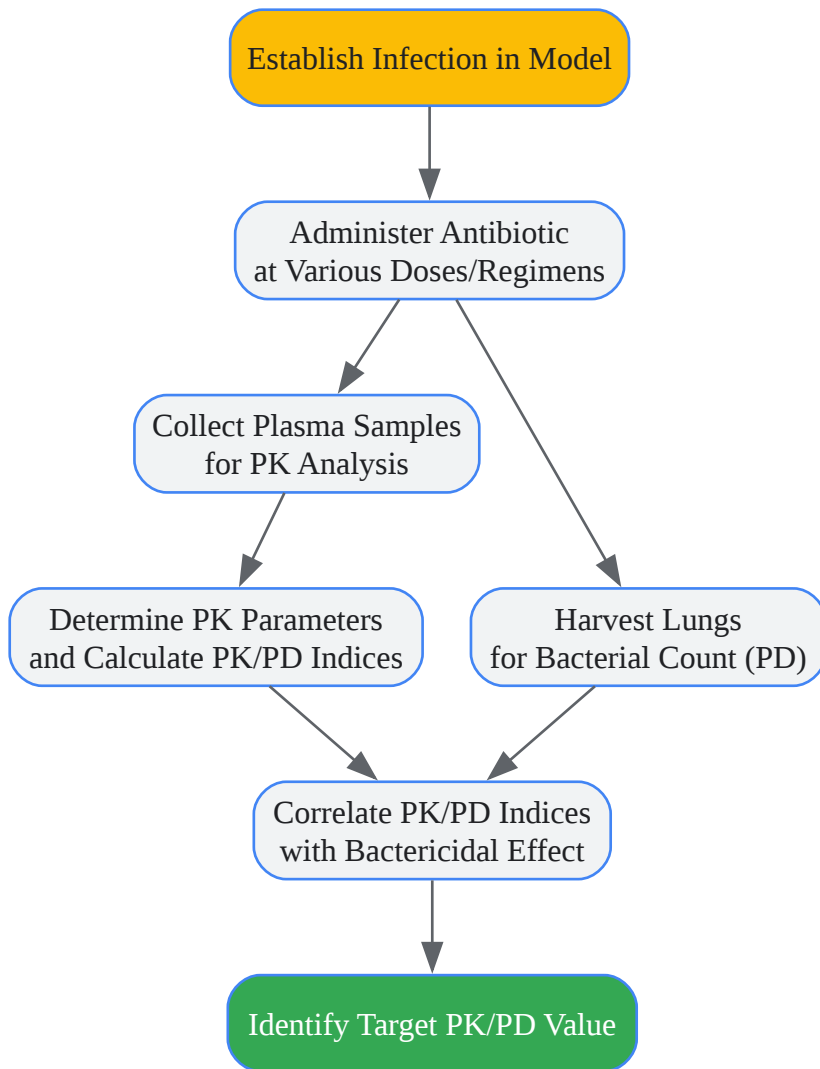 Establish Infection in Model
Administer Antibiotic
at Various Doses/Regimens
Collect Plasma Samples
for PK Analysis
Determine PK Parameters
and Calculate PK/PD Indices
Harvest Lungs
for Bacterial Count (PD)
Correlate PK/PD Indices
with Bactericidal Effect
Identify Target PK/PD Value